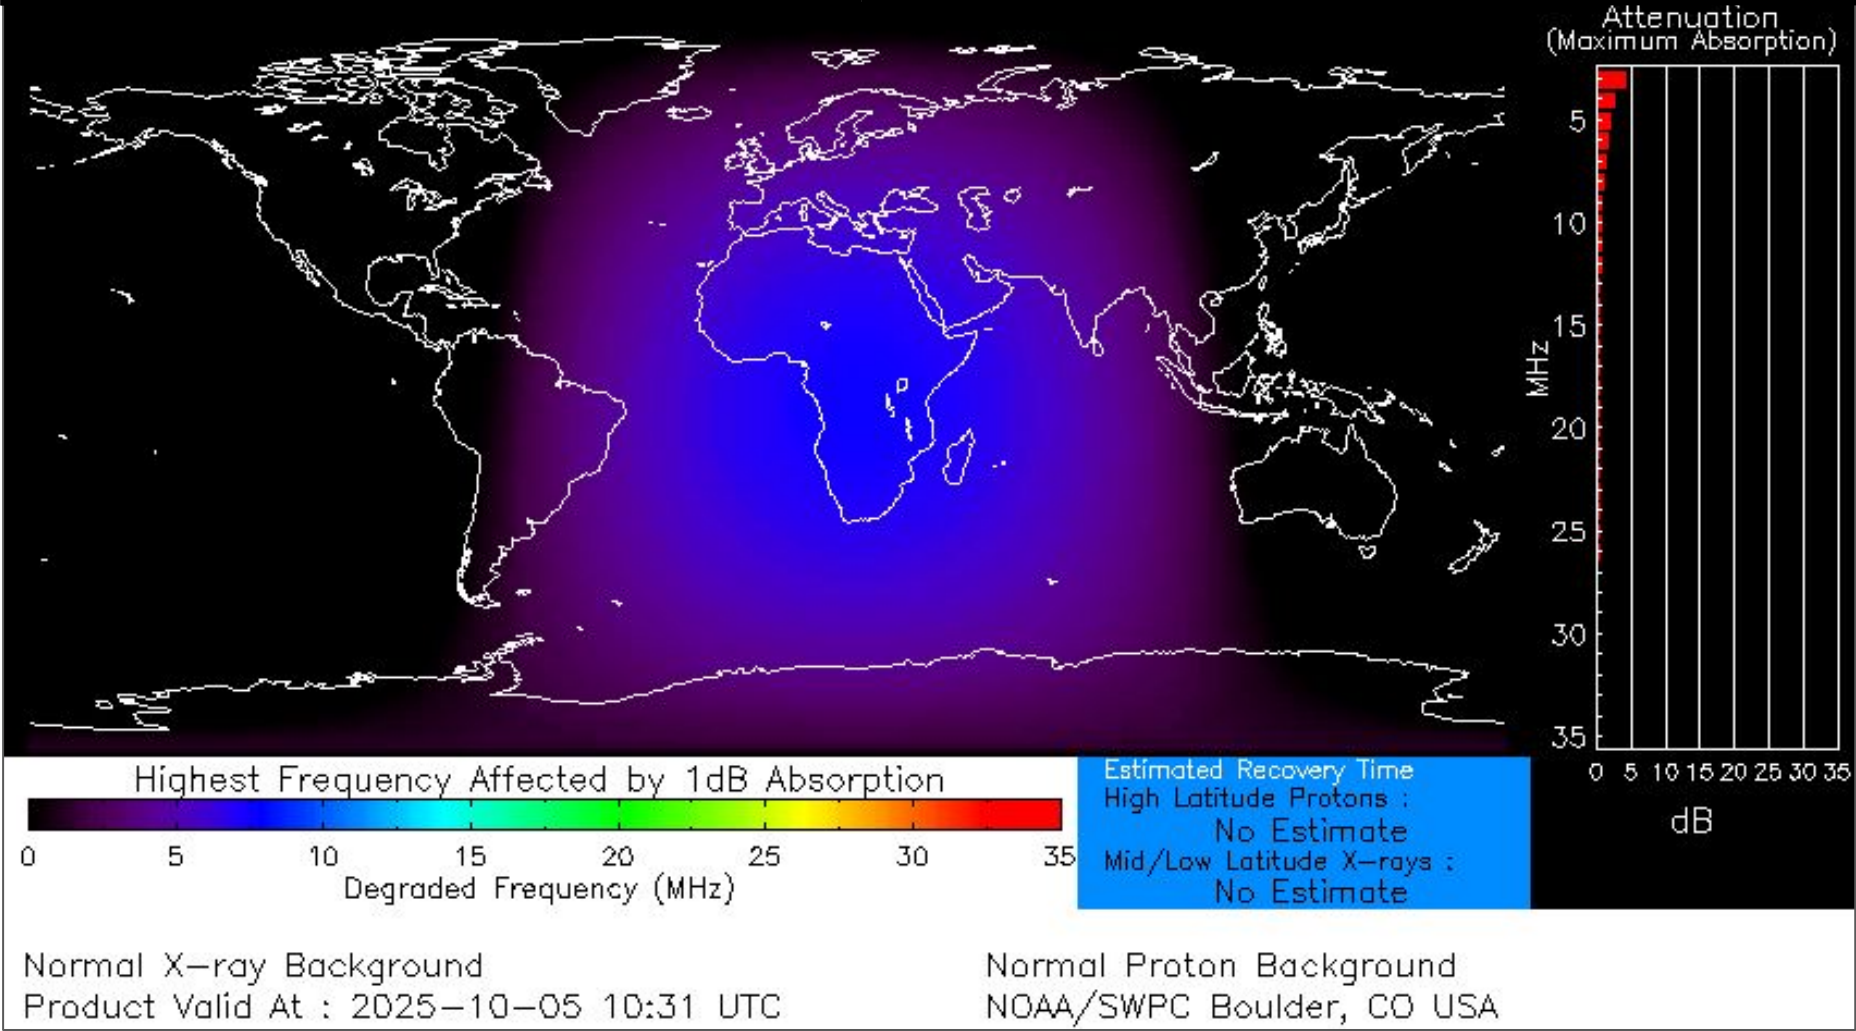 Attenuation
(Maximum Absorption)
5
10
15
20
25
30
35
MHz
0 5 10 15 20 25 30 35
dB
Highest Frequency Affected by 1dB Absorption
0 5 10 15 20 25 30 35
Degraded Frequency (MHz)
Estimated Recovery Time
High Latitude Protons :
No Estimate
Mid/Low Latitude X-rays :
No Estimate
Normal X-ray Background
Product Valid At : 2025-10-05 10:31 UTC
Normal Proton Background
NOAA/SWPC Boulder, CO USA